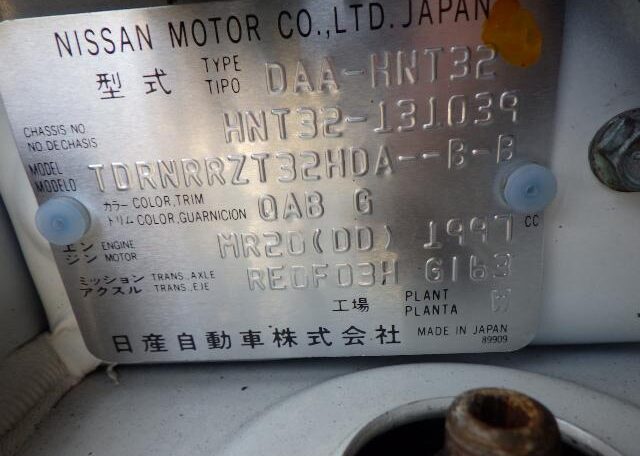 NISSAN MOTOR CO.,LTD. JAPAN
型式 TYPE TIPO DAA-HNT32
CHASSIS NO. NO.DE CHASIS HNT32-131039
MODEL MODELO TDRNRRZT32HDA--B-B
カラー COLOR,TRIM トリム COLOR,GUARNICION QAB G
エンジン ENGINE MOTOR MR20(DD) 1997 CC
ミッション TRANS.,AXLE アクスル TRANS.,EJE RE0F03H G163
工場 PLANT PLANTA W
日産自動車株式会社 MADE IN JAPAN
89909